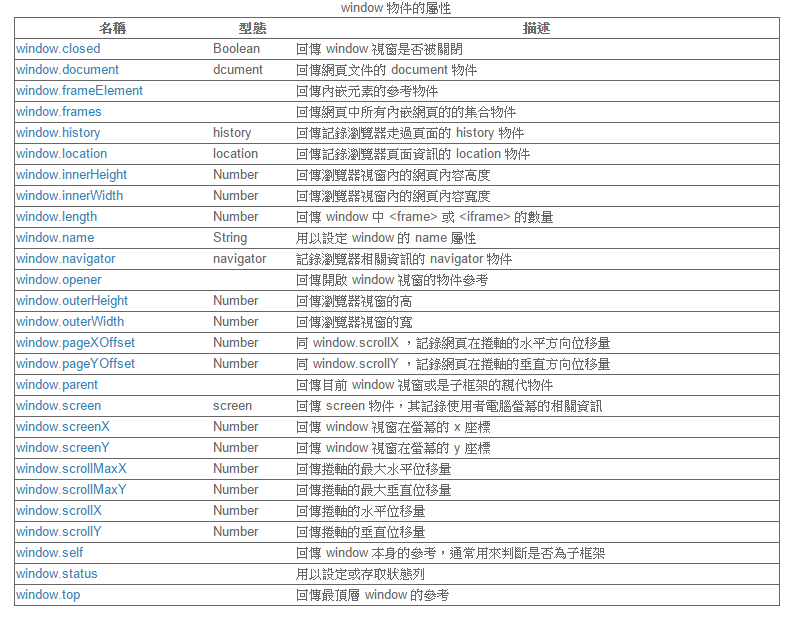 window 物件的屬性
名稱 型態 描述
window.closed Boolean 回傳 window 視窗是否被關閉
window.document dcument 回傳網頁文件的 document 物件
window.frameElement 回傳內嵌元素的參考物件
window.frames 回傳網頁中所有內嵌網頁的的集合物件
window.history history 回傳記錄瀏覽器走過頁面的 history 物件
window.location location 回傳記錄瀏覽器頁面資訊的 location 物件
window.innerHeight Number 回傳瀏覽器視窗內的網頁內容高度
window.innerWidth Number 回傳瀏覽器視窗內的網頁內容寬度
window.length Number 回傳 window 中 <frame> 或 <iframe> 的數量
window.name String 用以設定 window 的 name 屬性
window.navigator navigator 記錄瀏覽器相關資訊的 navigator 物件
window.opener 回傳開啟 window 視窗的物件參考
window.outerHeight Number 回傳瀏覽器視窗的高
window.outerWidth Number 回傳瀏覽器視窗的寬
window.pageXOffset Number 同 window.scrollX ，記錄網頁在捲軸的水平方向位移量
window.pageYOffset Number 同 window.scrollY ，記錄網頁在捲軸的垂直方向位移量
window.parent 回傳目前 window 視窗或是子框架的親代物件
window.screen screen 回傳 screen 物件，其記錄使用者電腦螢幕的相關資訊
window.screenX Number 回傳 window 視窗在螢幕的 x 座標
window.screenY Number 回傳 window 視窗在螢幕的 y 座標
window.scrollMaxX Number 回傳捲軸的最大水平位移量
window.scrollMaxY Number 回傳捲軸的最大垂直位移量
window.scrollX Number 回傳捲軸的水平位移量
window.scrollY Number 回傳捲軸的垂直位移量
window.self 回傳 window 本身的參考，通常用來判斷是否為子框架
window.status 用以設定或存取狀態列
window.top 回傳最頂層 window 的參考